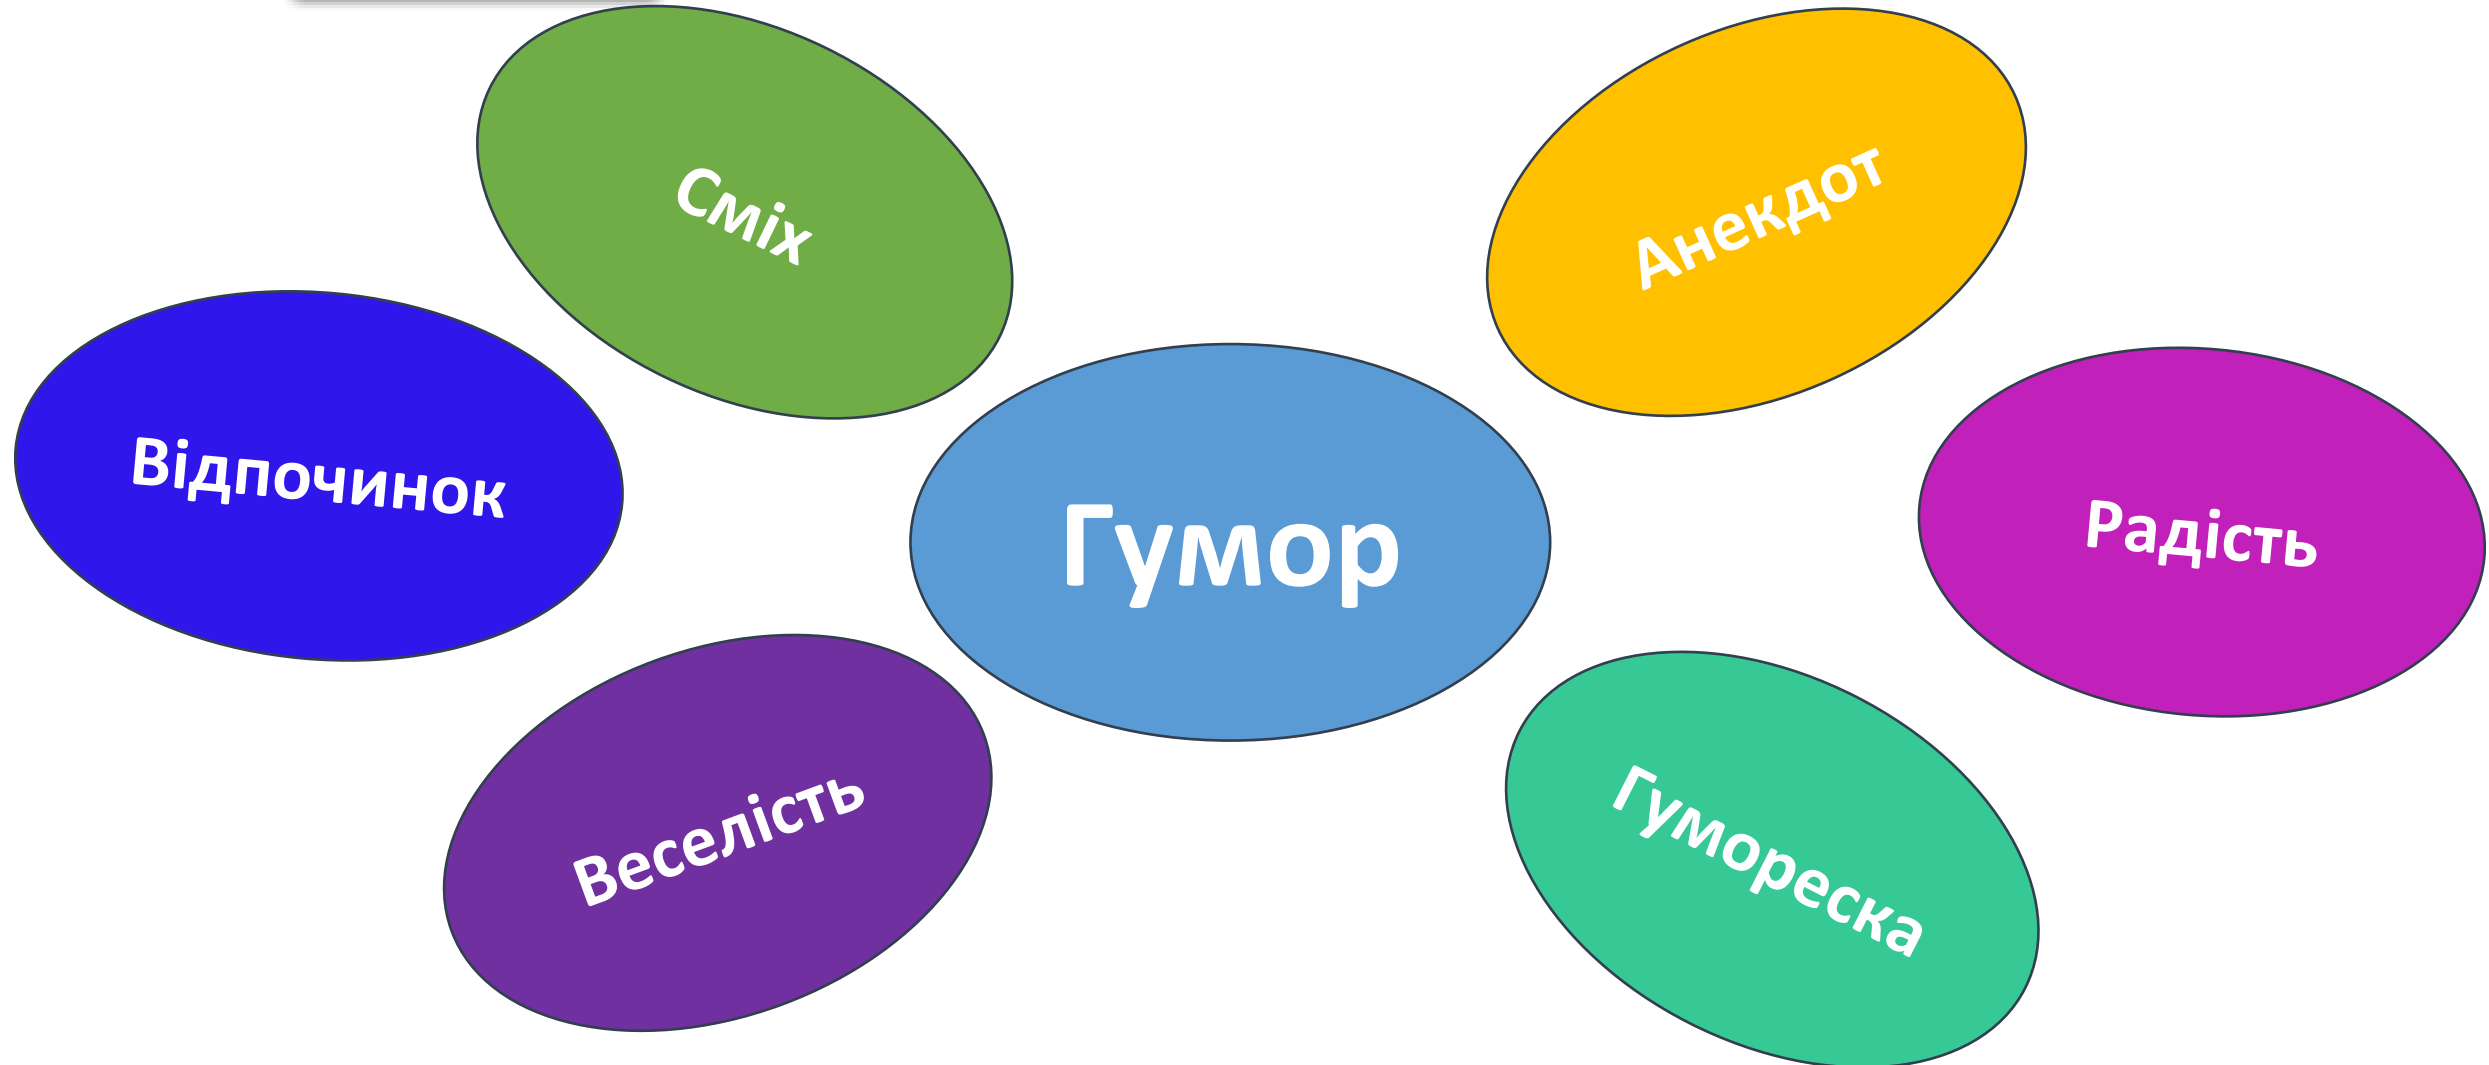 Сміх
Анекдот
Відпочинок
Гумор
Радість
Веселість
Гумореска